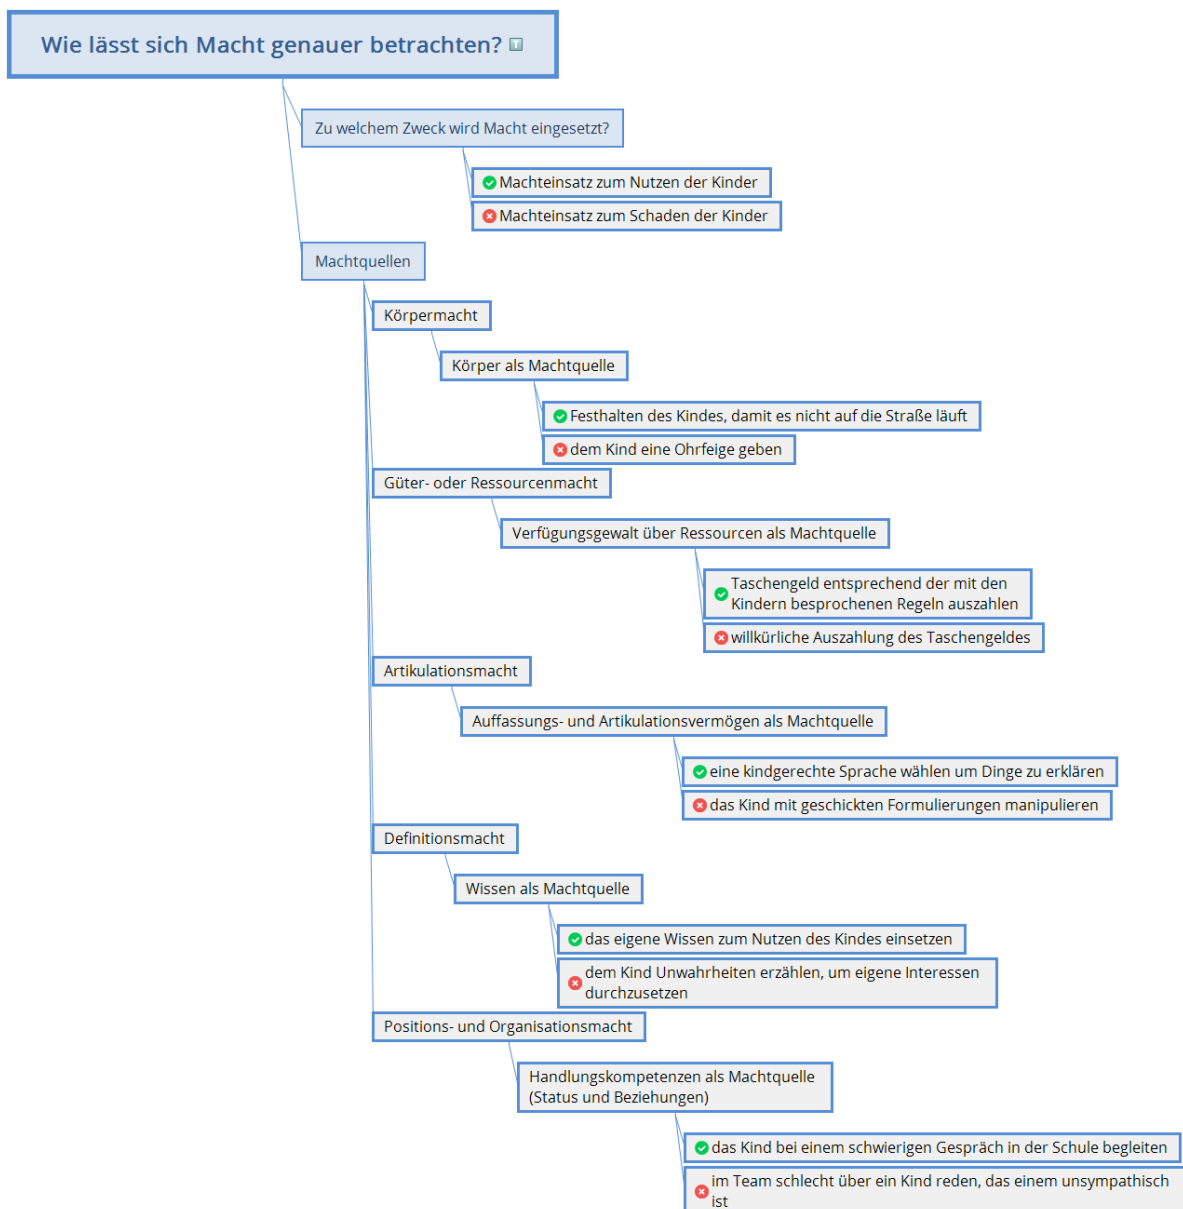 Wie lässt sich Macht genauer betrachten?
Zu welchem Zweck wird Macht eingesetzt?
Machteinsatz zum Nutzen der Kinder
Machteinsatz zum Schaden der Kinder
Machtquellen
Körpermacht
Körper als Machtquelle
Festhalten des Kindes, damit es nicht auf die Straße läuft
dem Kind eine Ohrfeige geben
Güter- oder Ressourcenmacht
Verfügungsgewalt über Ressourcen als Machtquelle
Taschengeld entsprechend der mit den
Kindern besprochenen Regeln auszahlen
willkürliche Auszahlung des Taschengeldes
Artikulationsmacht
Auffassungs- und Artikulationsvermögen als Machtquelle
eine kindgerechte Sprache wählen um Dinge zu erklären
das Kind mit geschickten Formulierungen manipulieren
Definitionsmacht
Wissen als Machtquelle
das eigene Wissen zum Nutzen des Kindes einsetzen
dem Kind Unwahrheiten erzählen, um eigene Interessen
durchzusetzen
Positions- und Organisationsmacht
Handlungskompetenzen als Machtquelle
(Status und Beziehungen)
das Kind bei einem schwierigen Gespräch in der Schule begleiten
im Team schlecht über ein Kind reden, das einem unsympathisch
ist